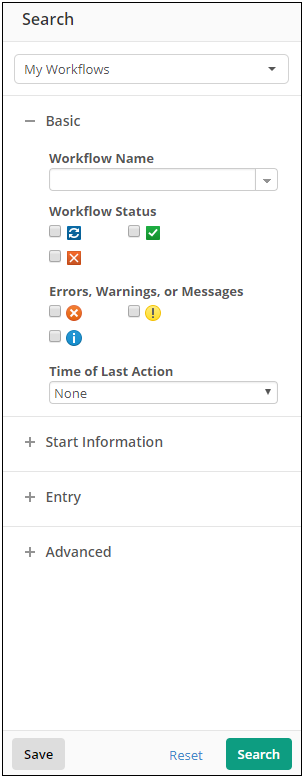 Search
My Workflows
Basic
Workflow Name
Workflow Status
Errors, Warnings, or Messages
Time of Last Action
None
Start Information
Entry
Advanced
Save
Reset
Search